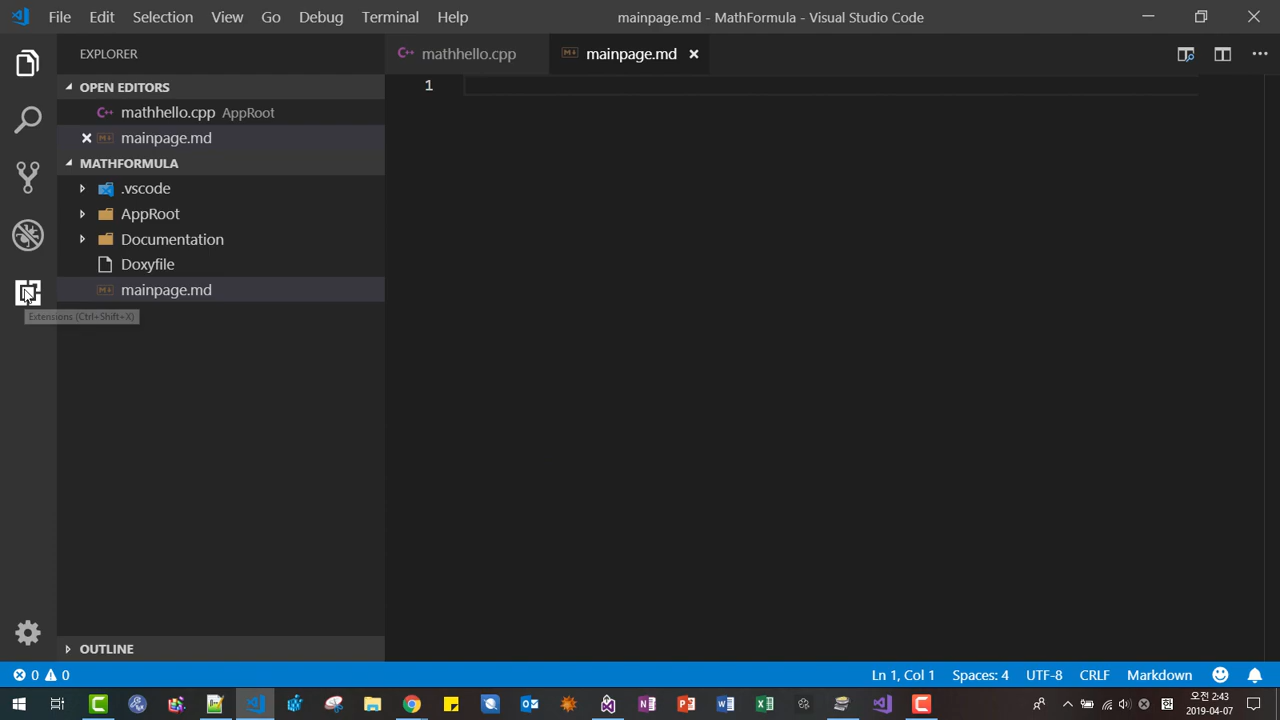 File Edit Selection View Go Debug Terminal Help
mainpage.md - MathFormula - Visual Studio Code
EXPLORER
mathhello.cpp
mainpage.md
OPEN EDITORS
mathhello.cpp AppRoot
mainpage.md
MATHFORMULA
.vscode
AppRoot
Documentation
Doxyfile
mainpage.md
Extensions (Ctrl+Shift+X)
1
OUTLINE
0 0
Ln 1, Col 1
Spaces: 4
UTF-8
CRLF
Markdown
오전 2:43
2019-04-07